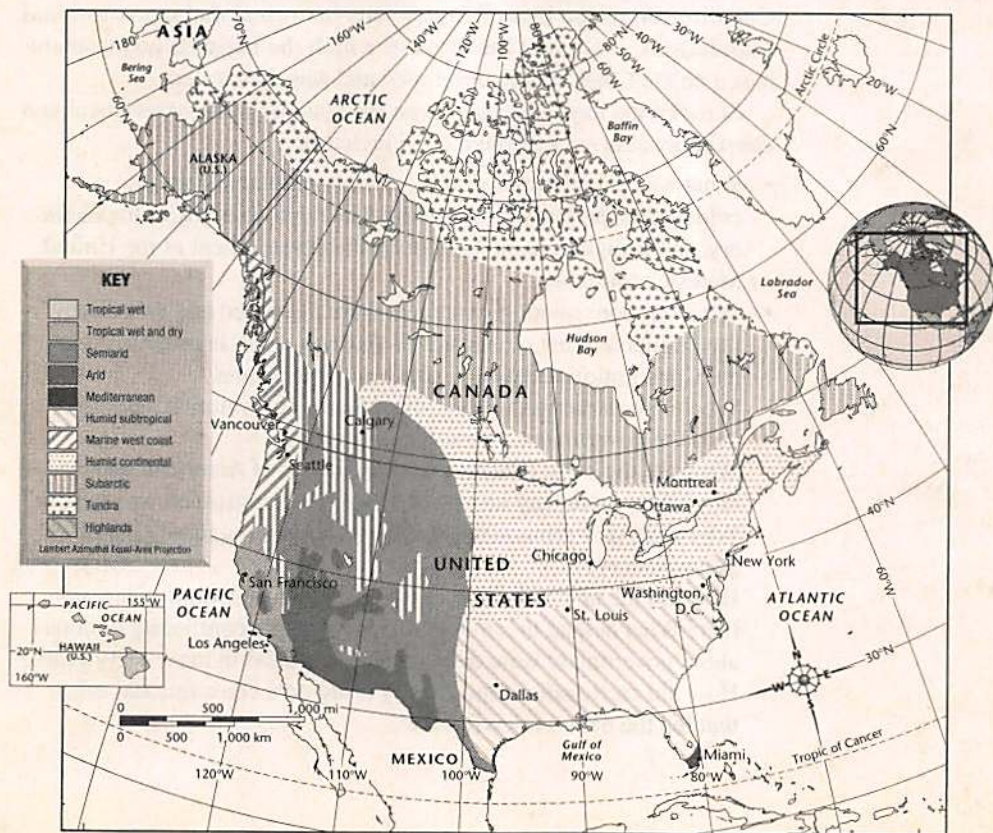 ASIA
180°
160°W
140°W
120°W
100°W
80°W
60°W
40°W
30°W
20°W
70°N
80°N
60°N
Bering
Sea
ARCTIC
OCEAN
Baffin
Bay
Arctic Circle
60°N
ALASKA
(U.S.)
Labrador
Sea
Hudson
Bay
CANADA
KEY
Tropical wet
Tropical wet and dry
Semiarid
Arid
Mediterranean
Humid subtropical
Marine west coast
Humid continental
Subarctic
Tundra
Highlands
Lambert Azimuthal Equal-Area Projection
Vancouver
Calgary
Seattle
Montreal
Ottawa
40°N
60°W
Chicago
New York
UNITED
STATES
Washington,
D.C.
St. Louis
San Francisco
PACIFIC
OCEAN
ATLANTIC
OCEAN
Los Angeles
PACIFIC
OCEAN
155°W
HAWAII
(U.S.)
20°N
160°W
N
W
E
S
30°N
Dallas
0 500 1,000 mi
0 500 1,000 km
MEXICO
Gulf of
Mexico
Miami
Tropic of Cancer
120°W
110°W
100°W
90°W
80°W